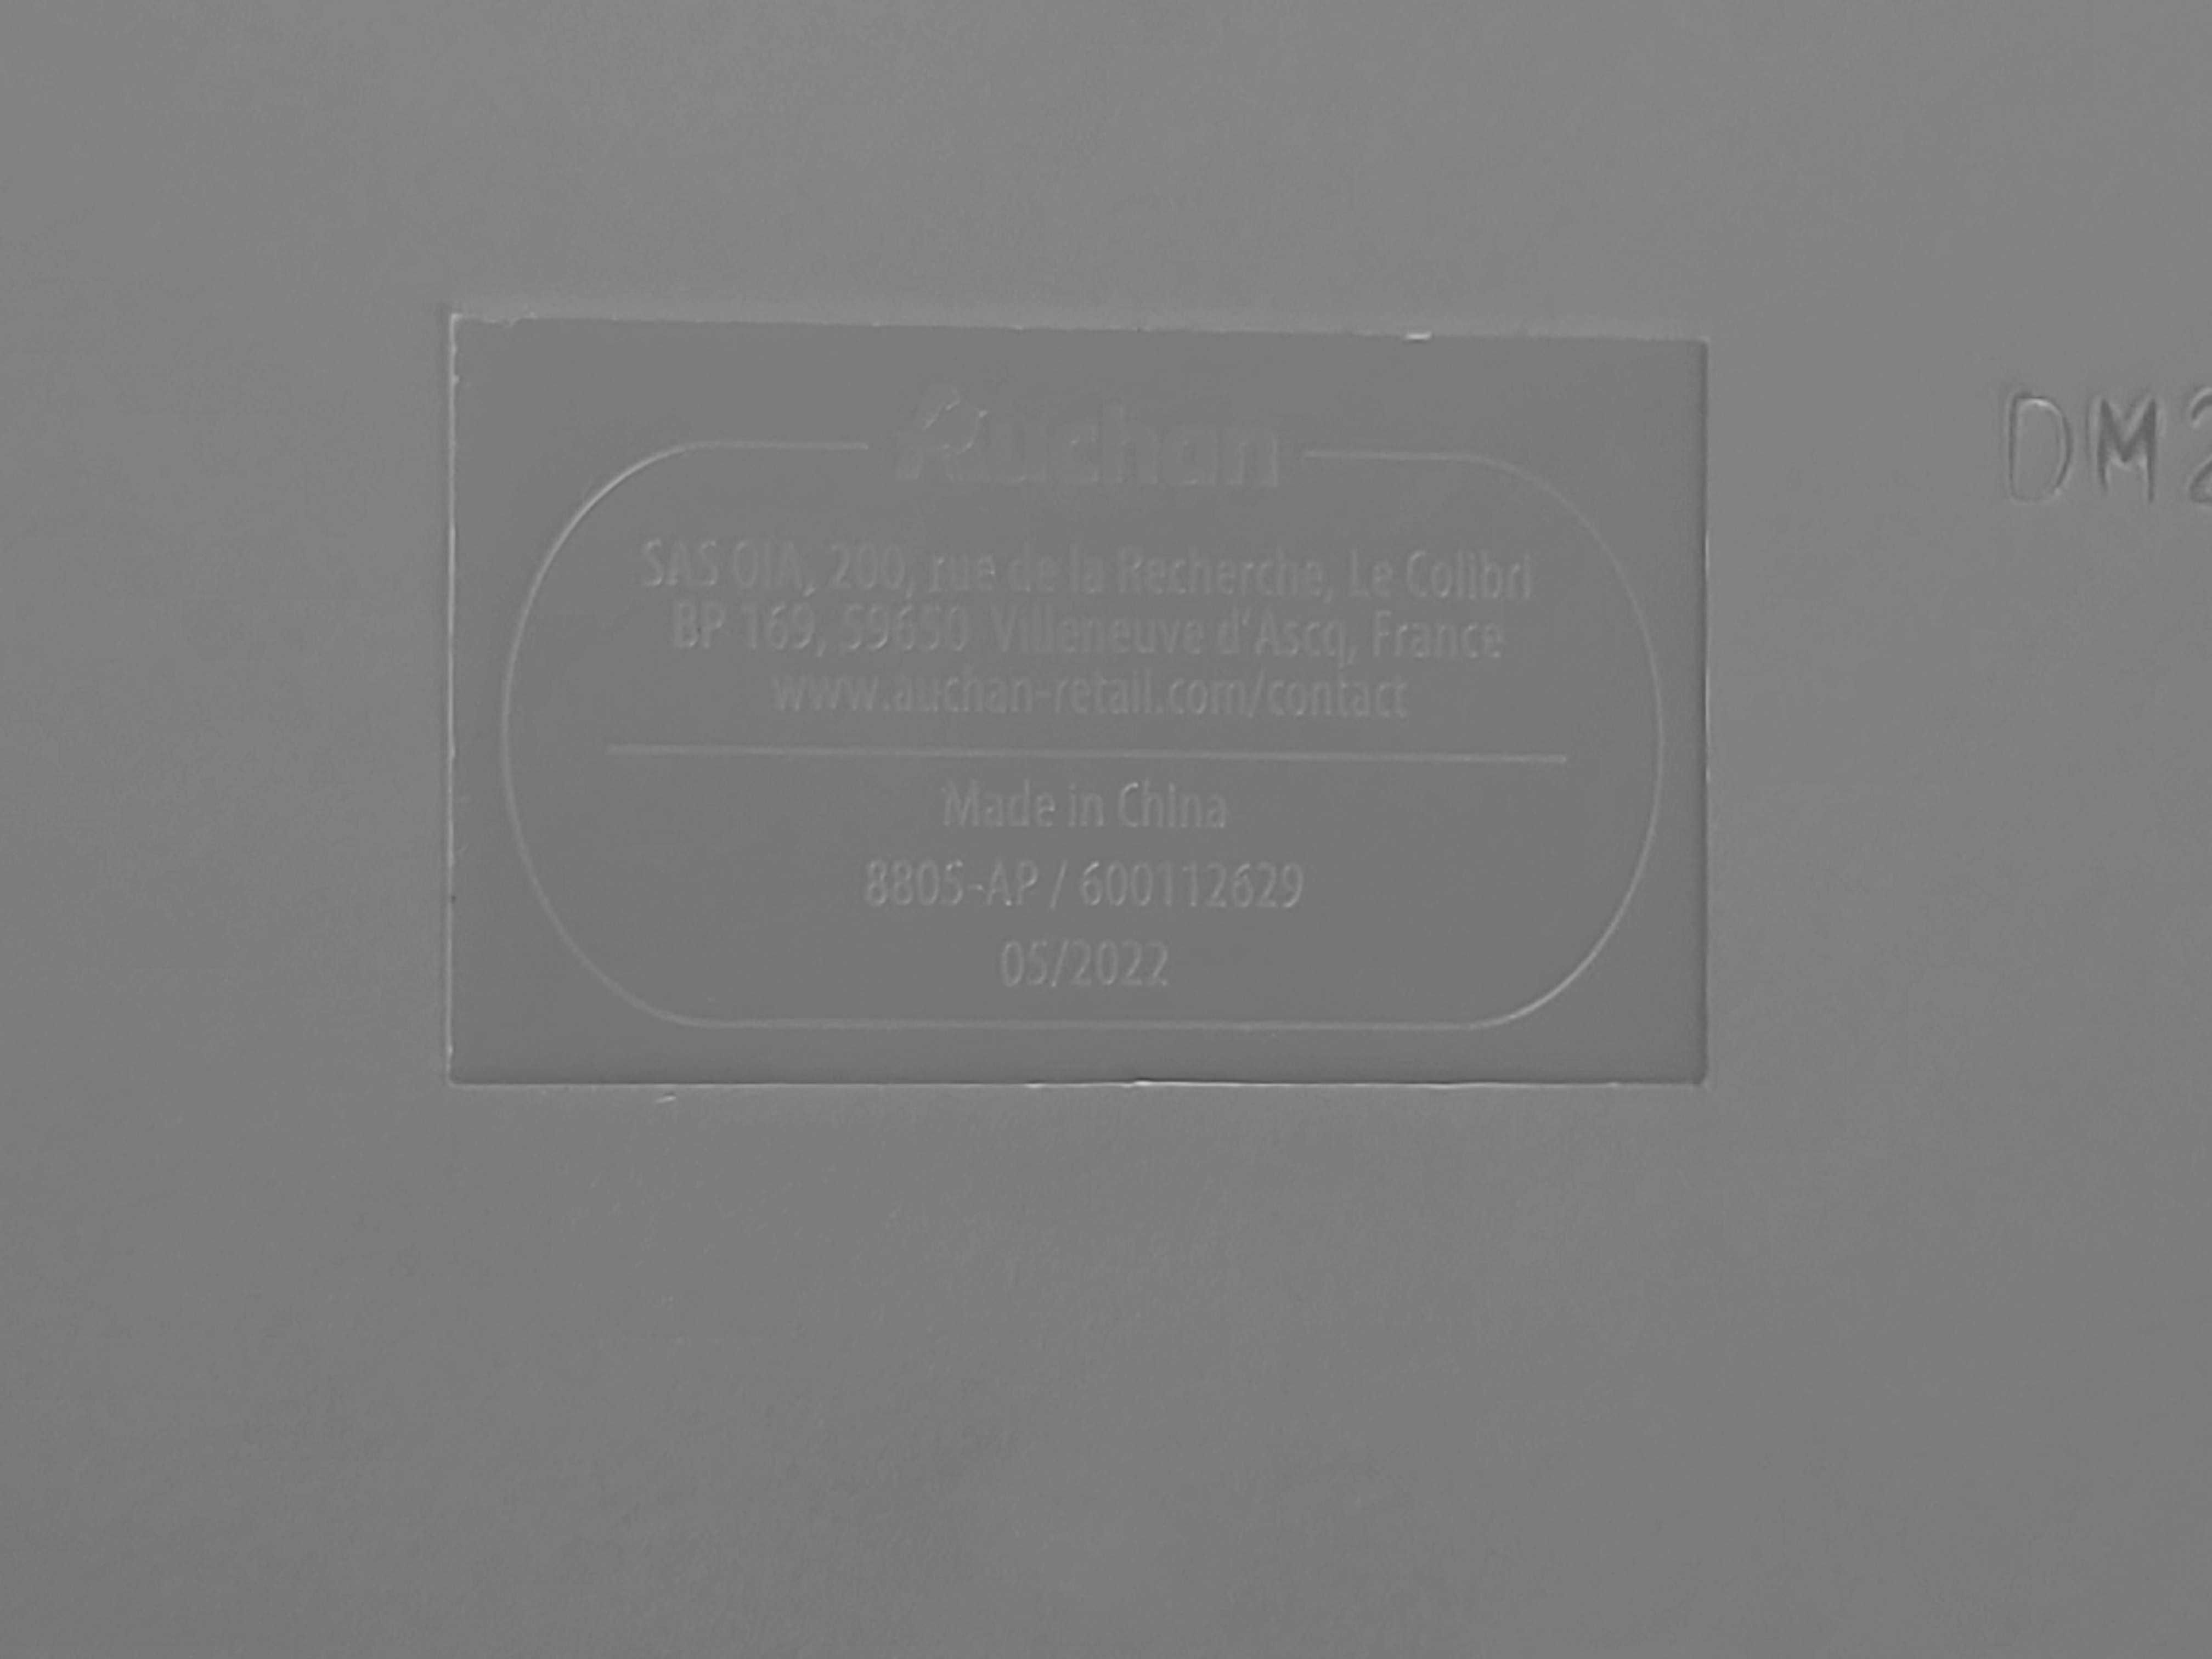 Auchan
SAS OIA, 200, rue de la Recherche, Le Colibri
BP 169, 59650 Villeneuve d'Ascq, France
www.auchan-retail.com/contact
Made in China
8805-AP / 600112629
05/2022
DM2